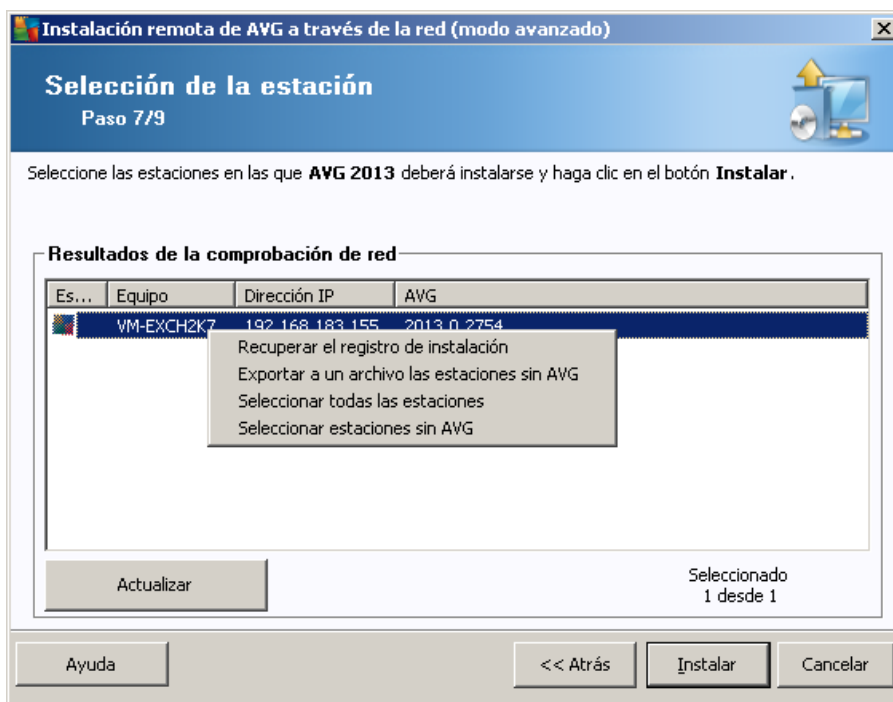 Instalación remota de AVG a través de la red (modo avanzado)
Selección de la estación
Paso 7/9
Seleccione las estaciones en las que AVG 2013 deberá instalarse y haga clic en el botón Instalar.
Resultados de la comprobación de red
Es... Equipo Dirección IP AVG
VM-EXCH2K7 192.168.183.155 2013.0.2754
Recuperar el registro de instalación
Exportar a un archivo las estaciones sin AVG
Seleccionar todas las estaciones
Seleccionar estaciones sin AVG
Actualizar
Seleccionado
1 desde 1
Ayuda << Atrás Instalar Cancelar